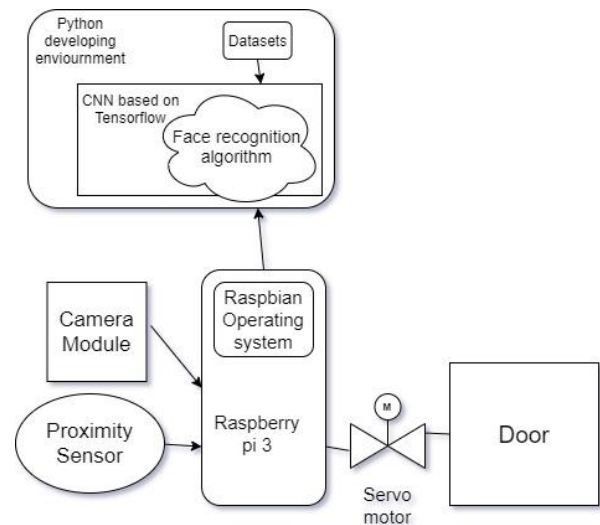 Python
developing
enviournment
Datasets
CNN based on
Tensorflow
Face recognition
algorithm
Raspbian
Operating
system
Camera
Module
Proximity
Sensor
Raspberry
pi 3
M
Servo
motor
Door